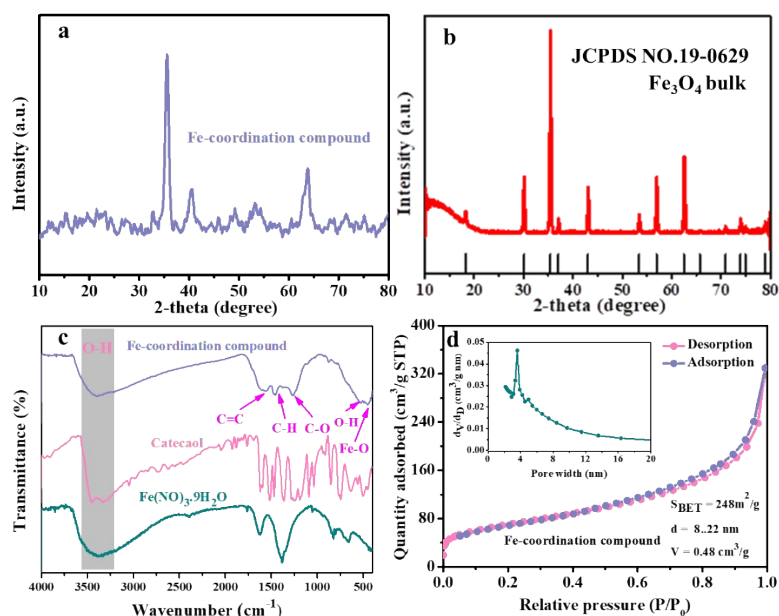 a
Fe-coordination compound
Intensity (a.u.)
10 20 30 40 50 60 70 80
2-theta (degree)
b
JCPDS NO.19-0629
Fe3O4 bulk
Intensity (a.u.)
10 20 30 40 50 60 70 80
2-theta (degree)
c
O-H
Fe-coordination compound
C=C
C-H
C-O
O-H
Fe-O
Catecaol
Fe(NO)3.9H2O
Transmittance (%)
4000 3500 3000 2500 2000 1500 1000 500
Wavenumber (cm-1)
d
Desorption
Adsorption
400
320
240
160
80
0
Quantity adsorbed (cm3/g STP)
0.05
0.04
0.03
0.02
0.01
0.00
dV/dD (cm3/g nm)
0 4 8 12 16 20
Pore width (nm)
SBET = 248m2/g
d = 8..22 nm
V = 0.48 cm3/g
Fe-coordination compound
0.0 0.2 0.4 0.6 0.8 1.0
Relative pressure (P/P0)